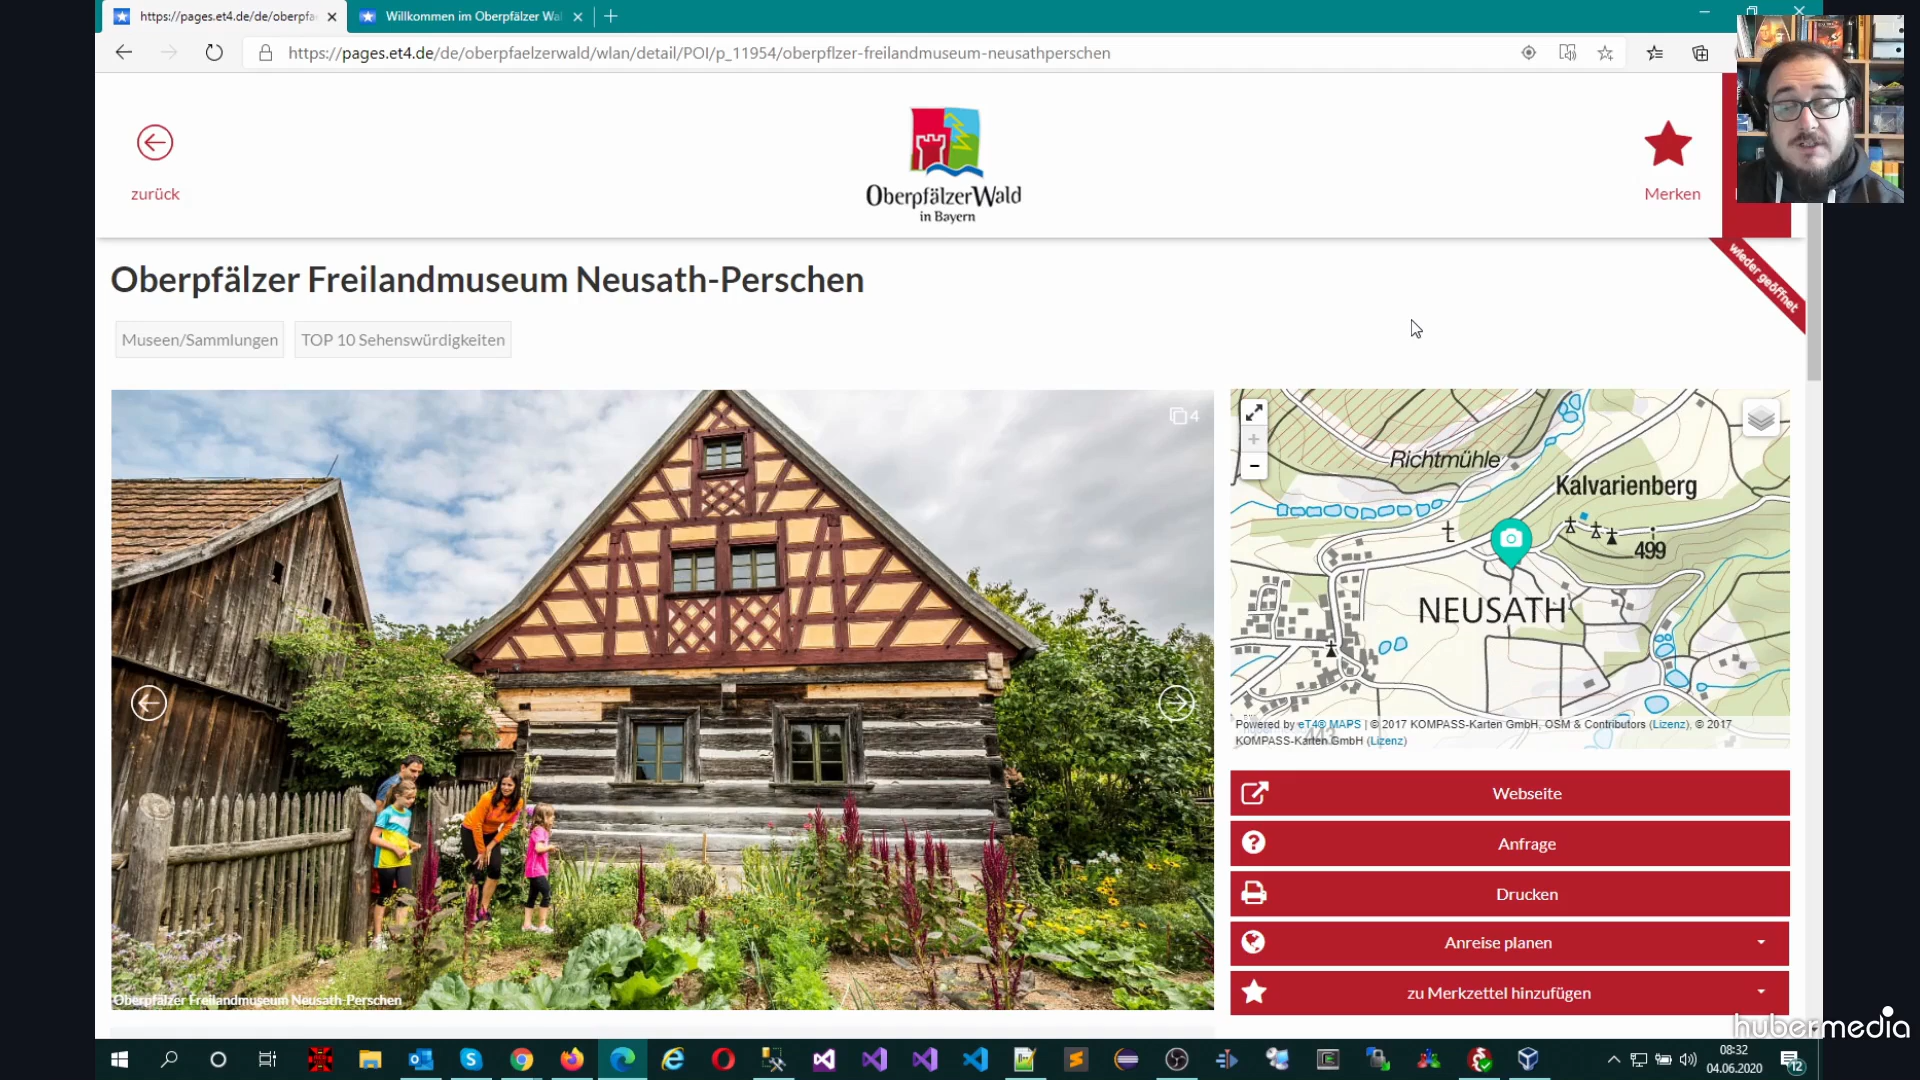 https://pages.et4.de/de/oberpfa
Willkommen im Oberpfälzer Wal
https://pages.et4.de/de/oberpfaelzerwald/wlan/detail/POI/p_11954/oberpflzer-freilandmuseum-neusathperschen
zurück
OberpfälzerWald
in Bayern
Merken
wieder geöffnet
Oberpfälzer Freilandmuseum Neusath-Perschen
Museen/Sammlungen
TOP 10 Sehenswürdigkeiten
4
Richtmühle
Kalvarienberg
499
NEUSATH
443
Powered by eT4® MAPS | © 2017 KOMPASS-Karten GmbH, OSM & Contributors (Lizenz), © 2017
KOMPASS-Karten GmbH (Lizenz)
Webseite
Anfrage
Drucken
Anreise planen
zu Merkzettel hinzufügen
Oberpfälzer Freilandmuseum Neusath-Perschen
hubermedia
08:32
04.06.2020
12